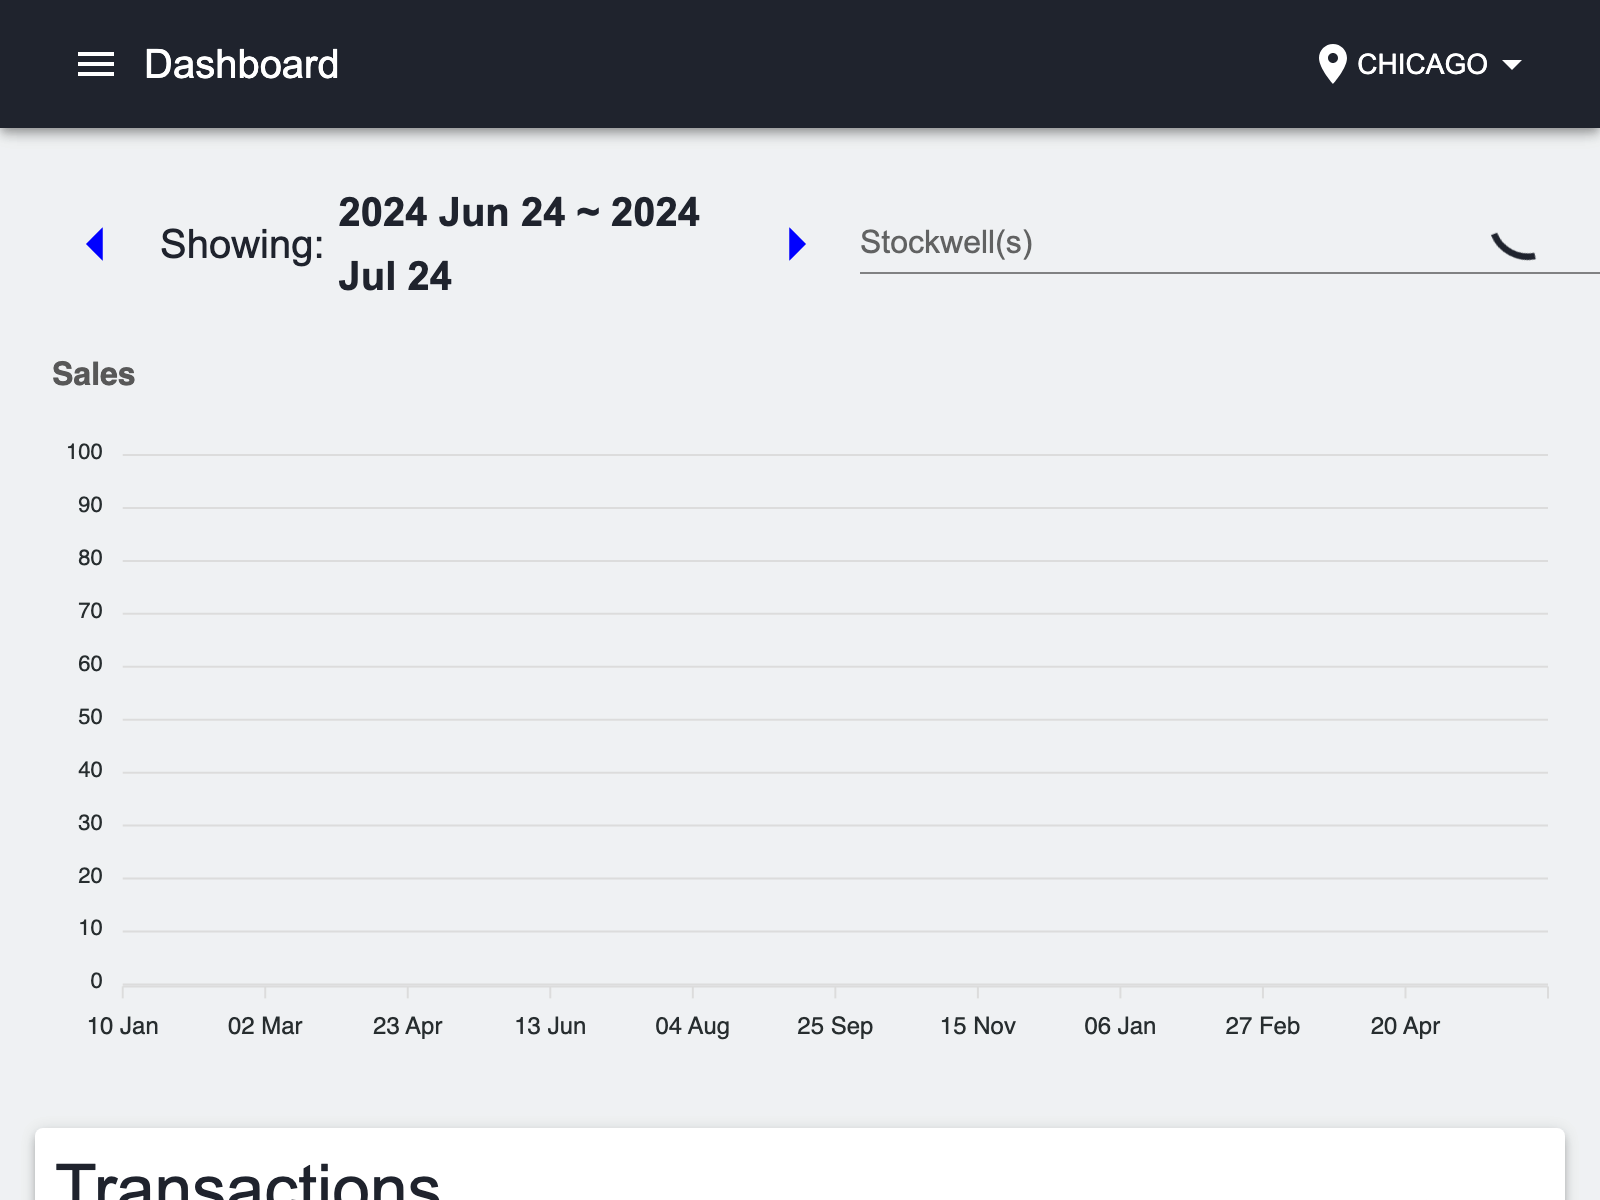 Dashboard
CHICAGO
Showing:
2024 Jun 24 ~ 2024
Jul 24
Stockwell(s)
Sales
100
90
80
70
60
50
40
30
20
10
0
10 Jan 02 Mar 23 Apr 13 Jun 04 Aug 25 Sep 15 Nov 06 Jan 27 Feb 20 Apr
Transactions